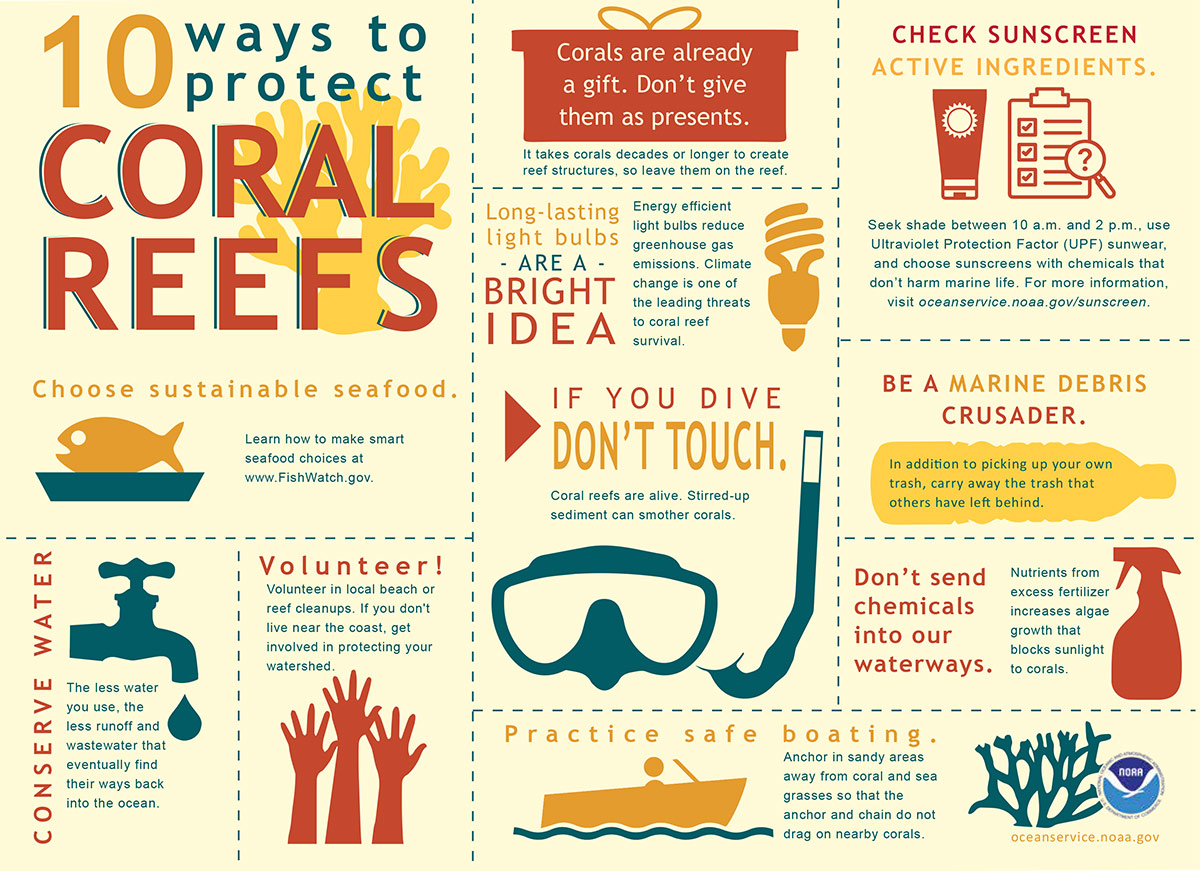 10 ways to
protect
CORAL
REEFS
Choose sustainable seafood.
Learn how to make smart
seafood choices at
www.FishWatch.gov.
CONSERVE WATER
The less water
you use, the
less runoff and
wastewater that
eventually find
their ways back
into the ocean.
Volunteer!
Volunteer in local beach or
reef cleanups. If you don't
live near the coast, get
involved in protecting your
watershed.
Corals are already
a gift. Don't give
them as presents.
It takes corals decades or longer to create
reef structures, so leave them on the reef.
Long-lasting
light bulbs
- ARE A -
BRIGHT
IDEA
Energy efficient
light bulbs reduce
greenhouse gas
emissions. Climate
change is one of
the leading threats
to coral reef
survival.
IF YOU DIVE
DON'T TOUCH.
Coral reefs are alive. Stirred-up
sediment can smother corals.
Practice safe boating.
Anchor in sandy areas
away from coral and sea
grasses so that the
anchor and chain do not
drag on nearby corals.
CHECK SUNSCREEN
ACTIVE INGREDIENTS.
?
Seek shade between 10 a.m. and 2 p.m., use
Ultraviolet Protection Factor (UPF) sunwear,
and choose sunscreens with chemicals that
don't harm marine life. For more information,
visit oceanservice.noaa.gov/sunscreen.
BE A MARINE DEBRIS
CRUSADER.
In addition to picking up your own
trash, carry away the trash that
others have left behind.
Don't send
chemicals
into our
waterways.
Nutrients from
excess fertilizer
increases algae
growth that
blocks sunlight
to corals.
NOAA
oceanservice.noaa.gov